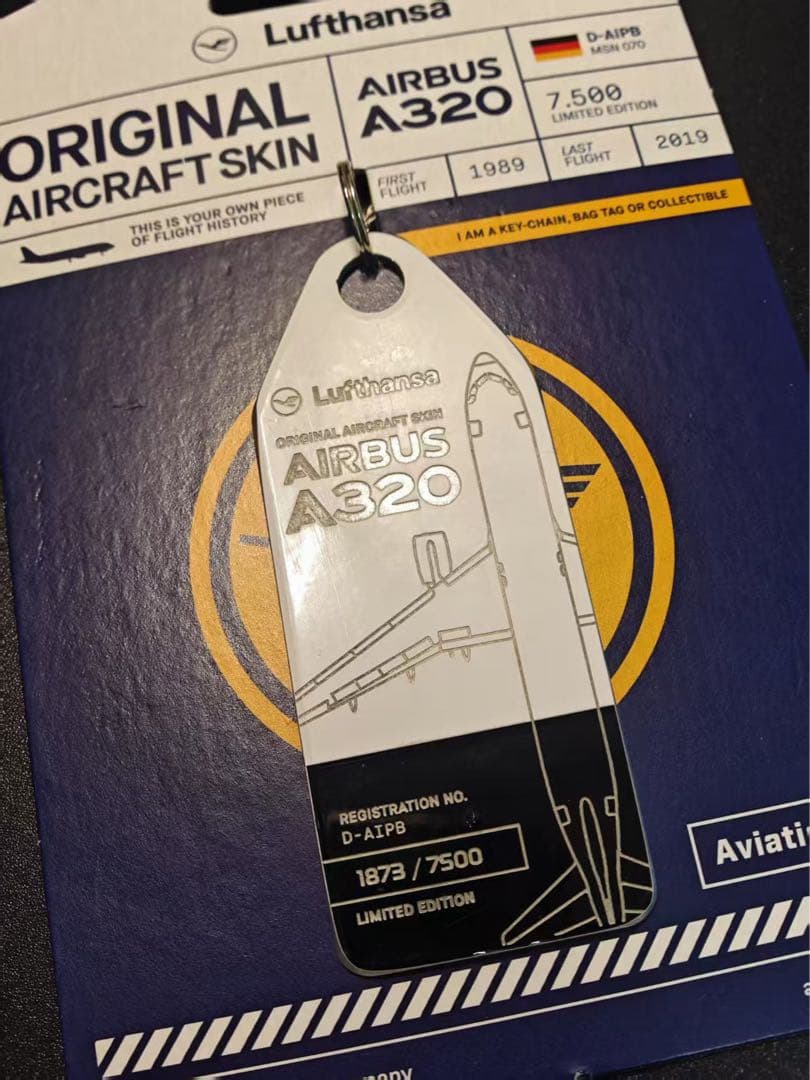 Lufthansa
ORIGINAL
AIRCRAFT SKIN
AIRBUS
A320
D-AIPB
MSN 070
7.500
LIMITED EDITION
FIRST
FLIGHT
1989
LAST
FLIGHT
2019
THIS IS YOUR OWN PIECE
OF FLIGHT HISTORY
I AM A KEY-CHAIN, BAG TAG OR COLLECTIBLE
Lufthansa
ORIGINAL AIRCRAFT SKIN
AIRBUS
A320
REGISTRATION NO.
D-AIPB
1873 / 7500
LIMITED EDITION
Aviati